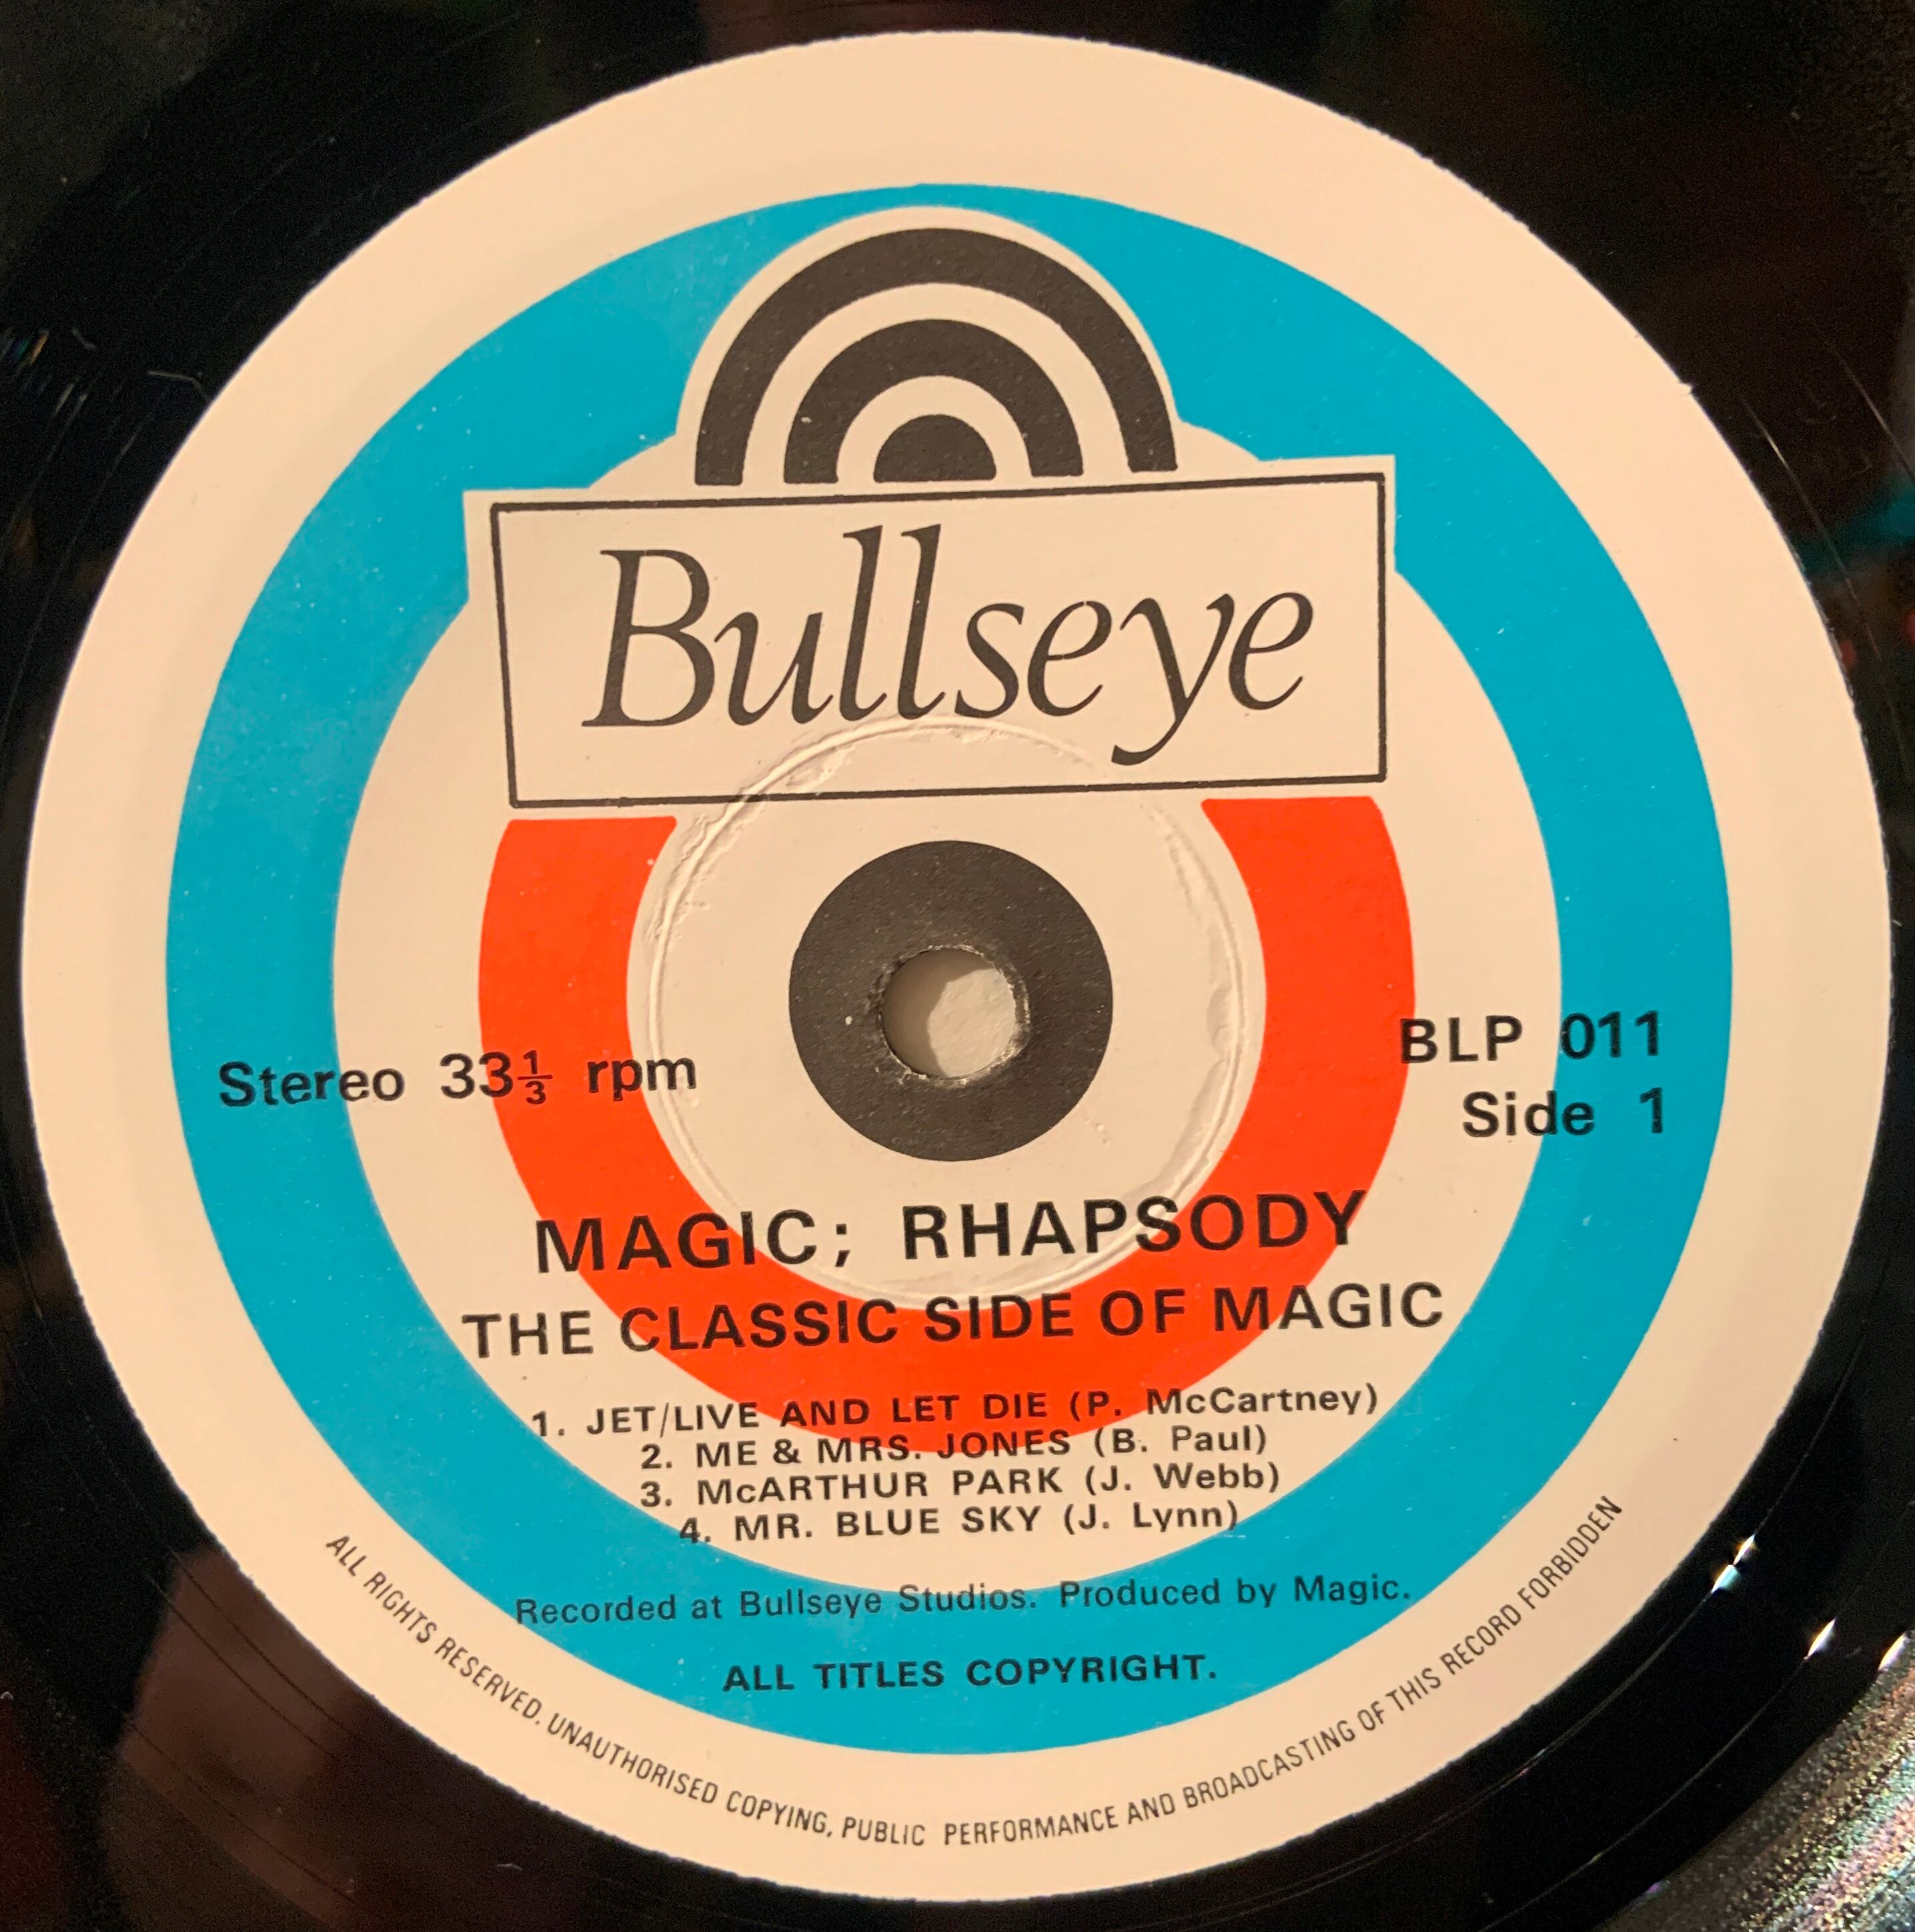 Bullseye
Stereo 33⅓ rpm
BLP 011
Side 1
MAGIC; RHAPSODY
THE CLASSIC SIDE OF MAGIC
1. JET/LIVE AND LET DIE (P. McCartney)
2. ME & MRS. JONES (B. Paul)
3. McARTHUR PARK (J. Webb)
4. MR. BLUE SKY (J. Lynn)
Recorded at Bullseye Studios. Produced by Magic.
ALL TITLES COPYRIGHT.
ALL RIGHTS RESERVED. UNAUTHORISED COPYING, PUBLIC PERFORMANCE AND BROADCASTING OF THIS RECORD FORBIDDEN